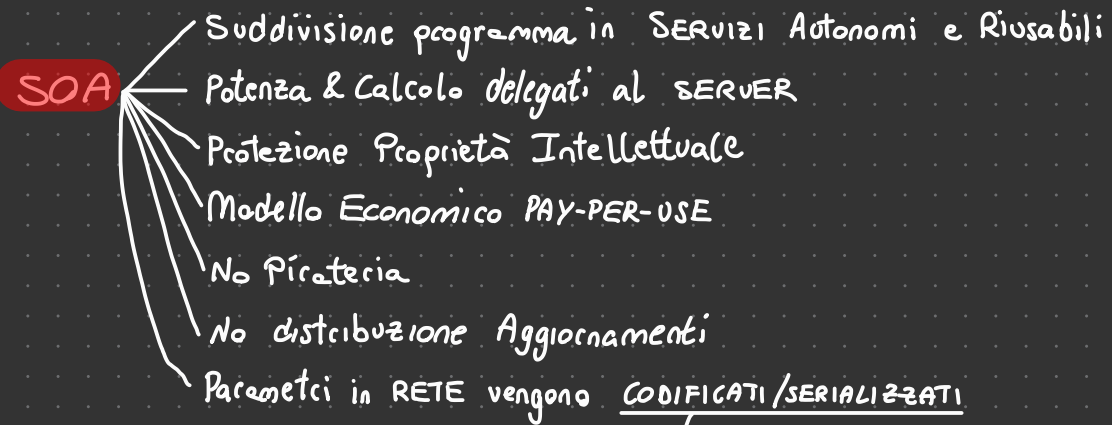 Suddivisione programma in SERVIZI Autonomi e Riusabili
SOA
Potenza & Calcolo delegati al SERVER
Protezione Proprietà Intellettuale
Modello Economico PAY-PER-USE
No Pirateria
No distribuzione Aggiornamenti
Parametri in RETE vengono CODIFICATI/SERIALIZZATI